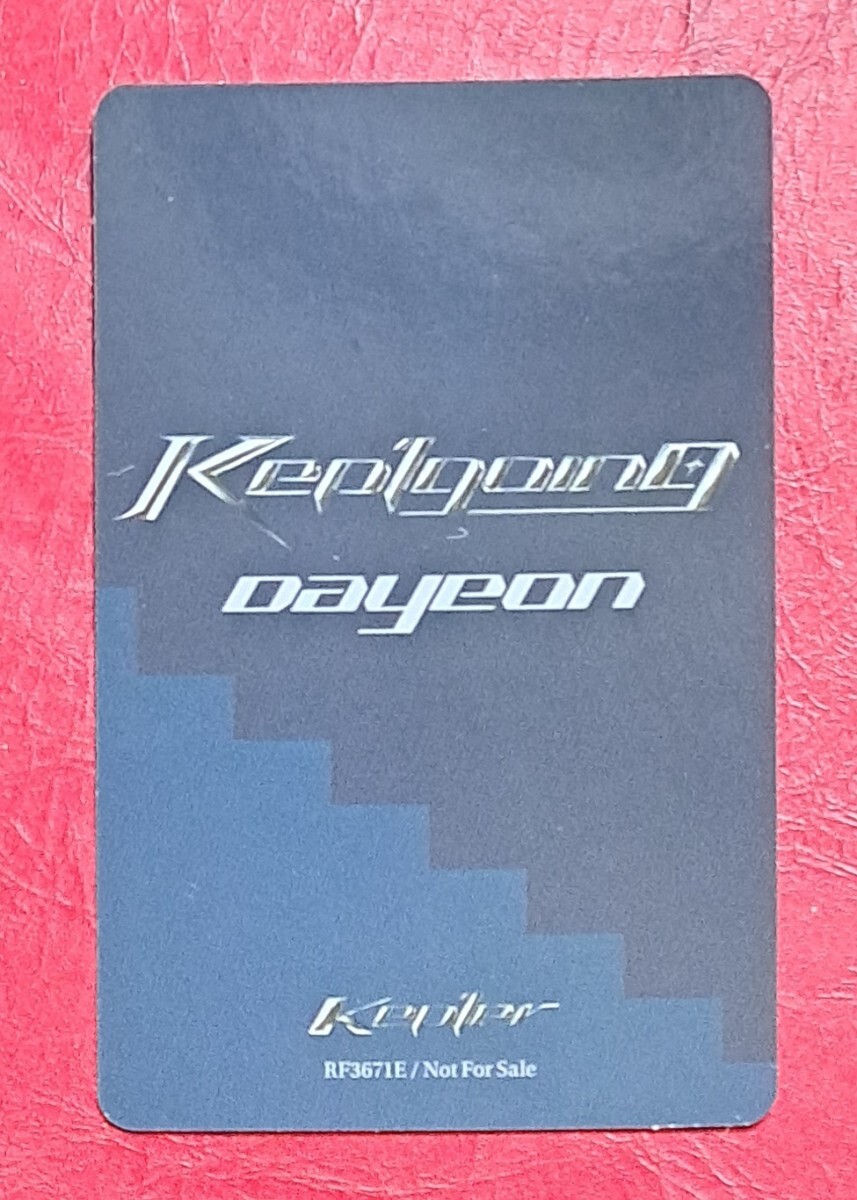 Kep1going
Dayeon
Kep1er
RF3671E / Not For Sale